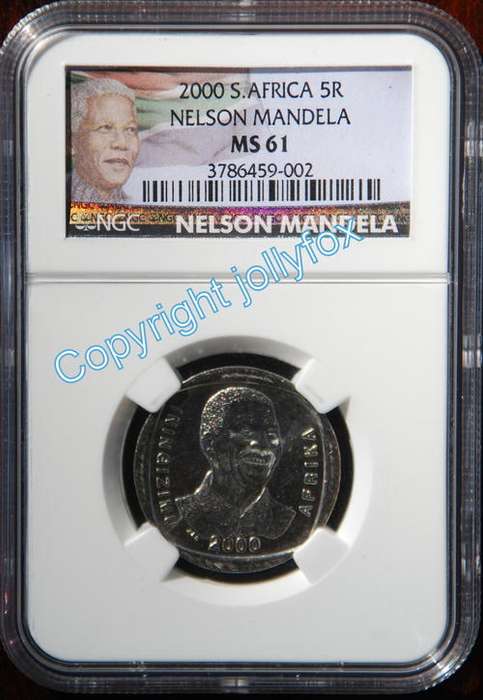 2000 S.AFRICA 5R
NELSON MANDELA
MS 61
3786459-002
NGC
NELSON MANDELA
Copyright jollyfox
AFRIKA
2000